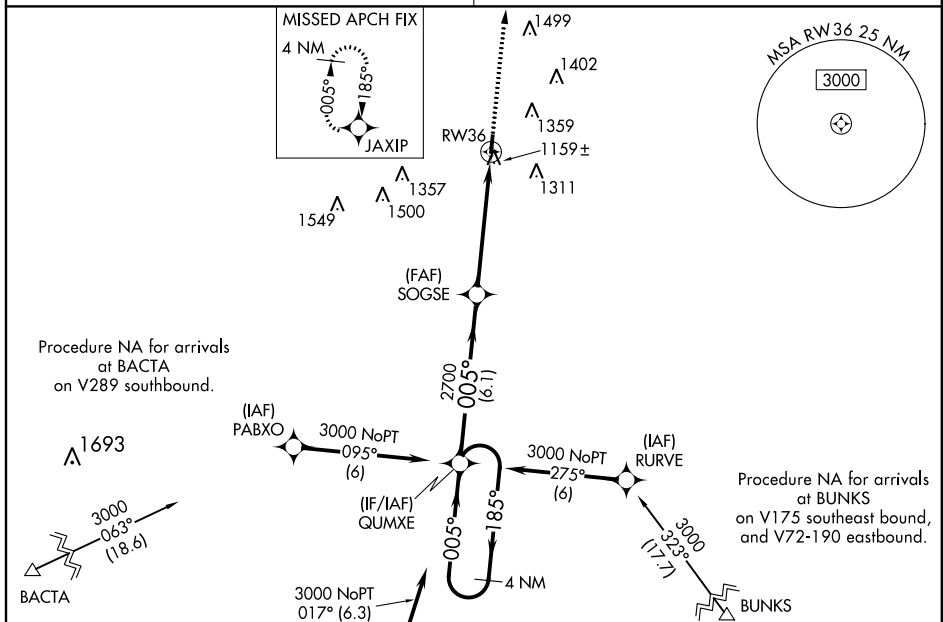 MISSED APCH FIX
4 NM
005°
185°
JAXIP
1499
1402
1359
RW36
1159±
1311
1357
1500
1549
MSA RW36 25 NM
3000
(FAF)
SOGSE
2700
005°
(6.1)
Procedure NA for arrivals
at BACTA
on V289 southbound.
1693
(IAF)
PABXO
3000 NoPT
095°
(6)
(IF/IAF)
QUMXE
3000 NoPT
275°
(6)
(IAF)
RURVE
Procedure NA for arrivals
at BUNKS
on V175 southeast bound,
and V72-190 eastbound.
3000
063°
(18.6)
BACTA
005°
185°
4 NM
3000 NoPT
017° (6.3)
3000
323°
(17.7)
BUNKS